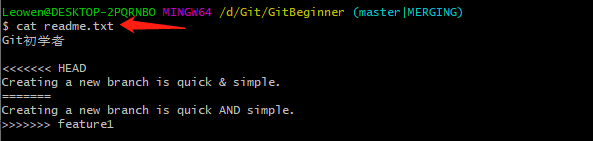 Leowen@DESKTOP-2PQRNBO MINGW64 /d/Git/GitBeginner (master|MERGING)
$ cat readme.txt
Git初学者
<<<<<<< HEAD
Creating a new branch is quick & simple.
=======
Creating a new branch is quick AND simple.
>>>>>>> feature1